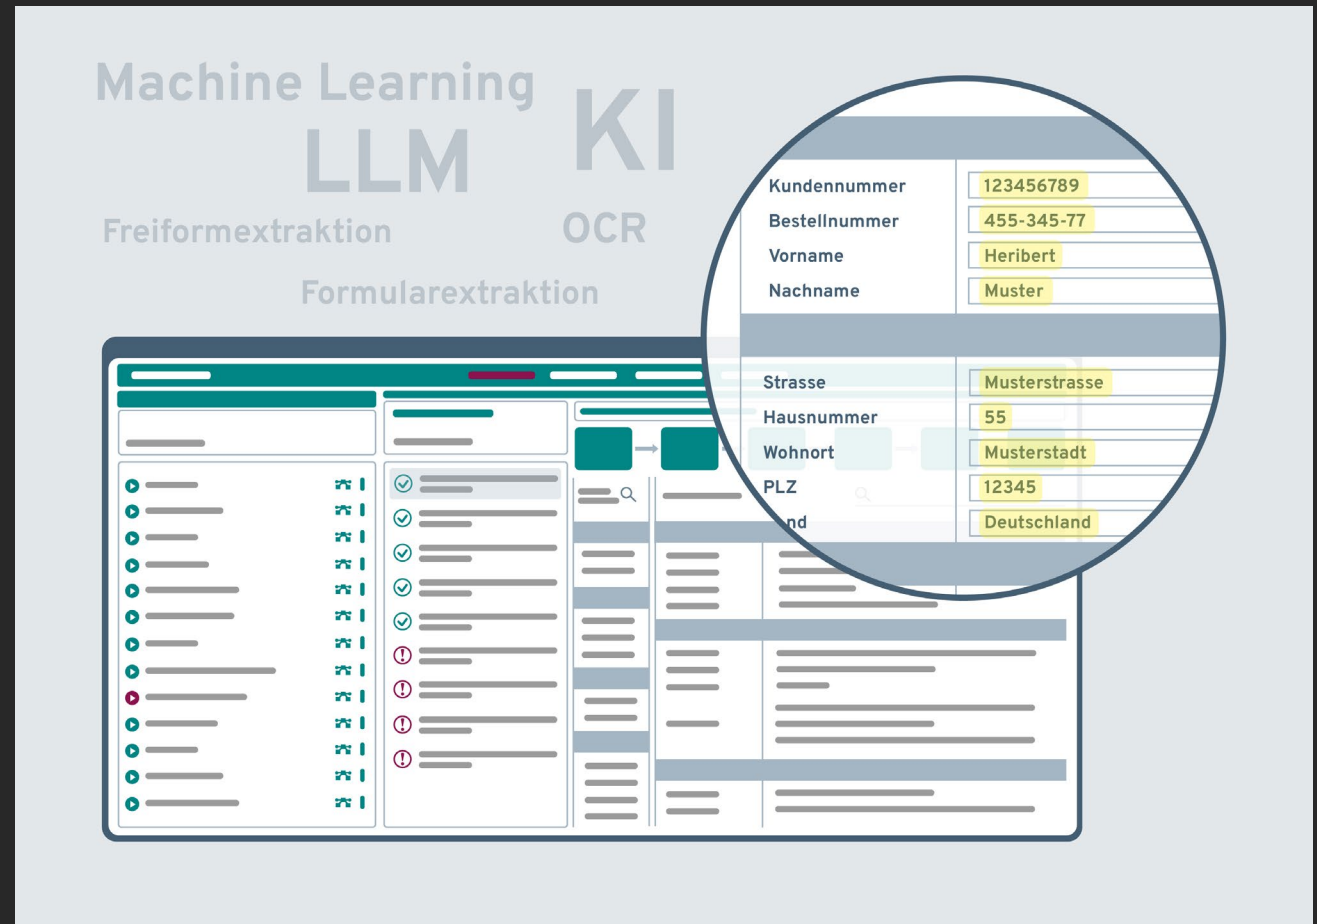 Machine Learning
KI
LLM
Freiformextraktion
OCR
Formularextraktion
Kundennummer 123456789
Bestellnummer 455-345-77
Vorname Heribert
Nachname Muster
Strasse Musterstrasse
Hausnummer 55
Wohnort Musterstadt
PLZ 12345
nd Deutschland